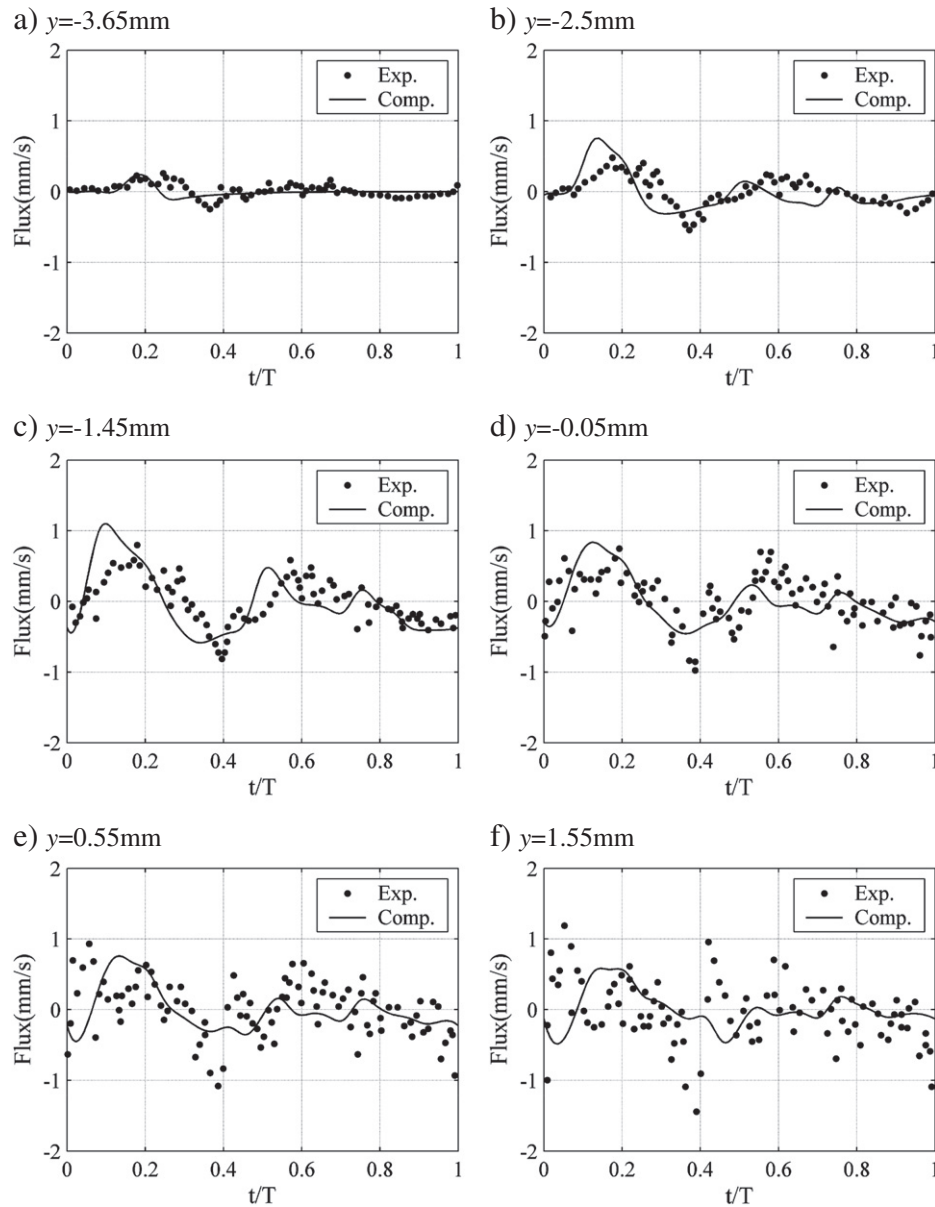 a) y=-3.65mm
Flux(mm/s)
2
1
0
-1
-2
0 0.2 0.4 0.6 0.8 1
t/T
Exp.
Comp.
b) y=-2.5mm
Flux(mm/s)
2
1
0
-1
-2
0 0.2 0.4 0.6 0.8 1
t/T
Exp.
Comp.
c) y=-1.45mm
Flux(mm/s)
2
1
0
-1
-2
0 0.2 0.4 0.6 0.8 1
t/T
Exp.
Comp.
d) y=-0.05mm
Flux(mm/s)
2
1
0
-1
-2
0 0.2 0.4 0.6 0.8 1
t/T
Exp.
Comp.
e) y=0.55mm
Flux(mm/s)
2
1
0
-1
-2
0 0.2 0.4 0.6 0.8 1
t/T
Exp.
Comp.
f) y=1.55mm
Flux(mm/s)
2
1
0
-1
-2
0 0.2 0.4 0.6 0.8 1
t/T
Exp.
Comp.